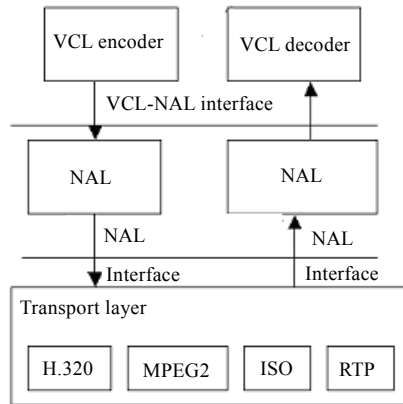 VCL encoder
VCL decoder
VCL-NAL interface
NAL
NAL
NAL
NAL
Interface
Interface
Transport layer
H.320
MPEG2
ISO
RTP